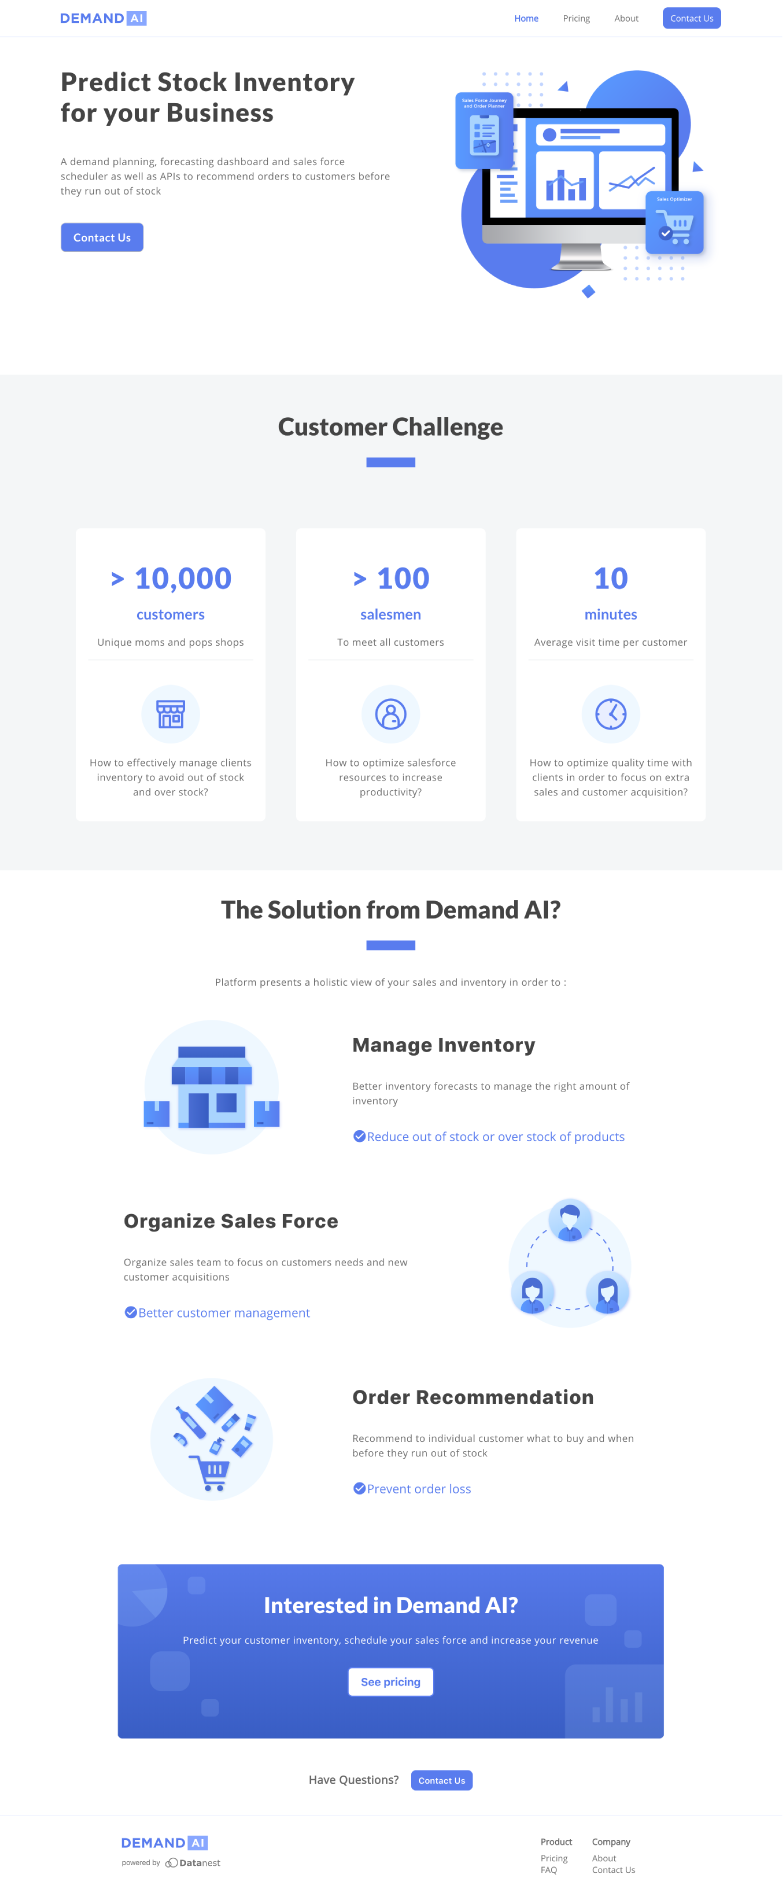 DEMAND AI
Home
Pricing
About
Contact Us
Predict Stock Inventory
for your Business
A demand planning, forecasting dashboard and sales force
scheduler as well as APIs to recommend orders to customers before
they run out of stock
Contact Us
Sales Force Journey
and Order Planner
Sales Optimizer
Customer Challenge
> 10,000
customers
Unique moms and pops shops
How to effectively manage clients
inventory to avoid out of stock
and over stock?
> 100
salesmen
To meet all customers
How to optimize salesforce
resources to increase
productivity?
10
minutes
Average visit time per customer
How to optimize quality time with
clients in order to focus on extra
sales and customer acquisition?
The Solution from Demand AI?
Platform presents a holistic view of your sales and inventory in order to :
Manage Inventory
Better inventory forecasts to manage the right amount of
inventory
Reduce out of stock or over stock of products
Organize Sales Force
Organize sales team to focus on customers needs and new
customer acquisitions
Better customer management
Order Recommendation
Recommend to individual customer what to buy and when
before they run out of stock
Prevent order loss
Interested in Demand AI?
Predict your customer inventory, schedule your sales force and increase your revenue
See pricing
Have Questions?
Contact Us
DEMAND AI
powered by Datanest
Product
Pricing
FAQ
Company
About
Contact Us